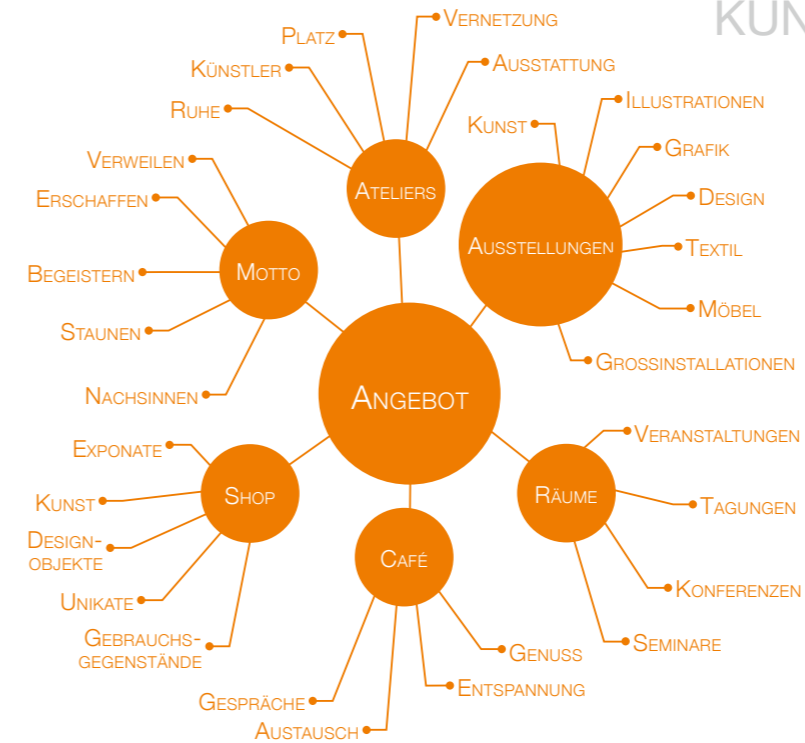 KUN
Vernetzung
Platz
Künstler
Ausstattung
Ruhe
Ateliers
Illustrationen
Kunst
Grafik
Design
Textil
Möbel
Grossinstallationen
Ausstellungen
Verweilen
Erschaffen
Begeistern
Staunen
Nachsinnen
Motto
Angebot
Exponate
Kunst
Design-
objekte
Unikate
Gebrauchs-
gegenstände
Shop
Café
Gespräche
Austausch
Entspannung
Genuss
Räume
Veranstaltungen
Tagungen
Konferenzen
Seminare